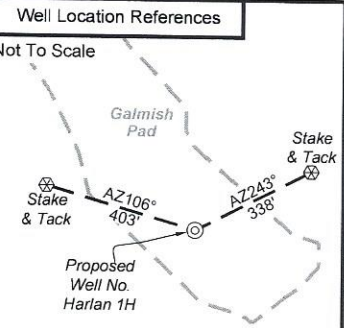 Well Location References
Not To Scale
Galmish
Pad
Stake
& Tack
AZ243°
338'
AZ106°
403'
Stake
& Tack
Proposed
Well No.
Harlan 1H